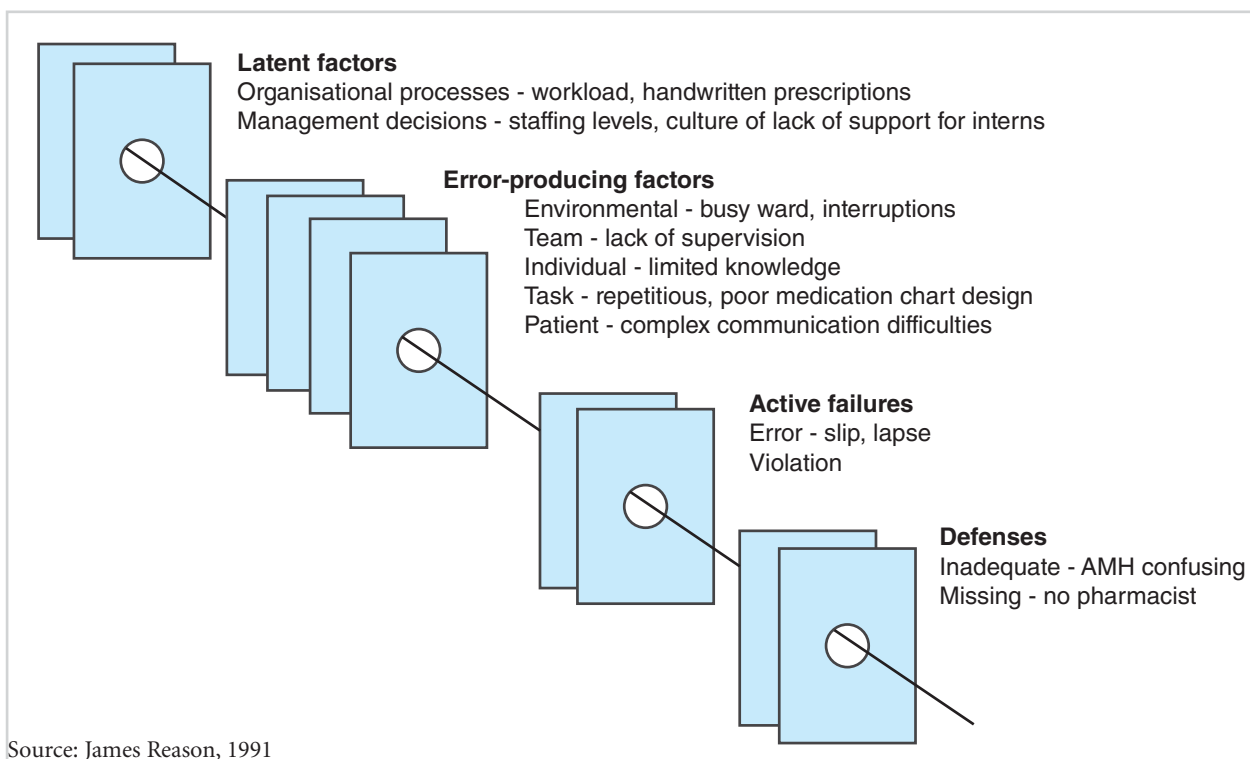 Latent factors
Organisational processes - workload, handwritten prescriptions
Management decisions - staffing levels, culture of lack of support for interns
Error-producing factors
Environmental - busy ward, interruptions
Team - lack of supervision
Individual - limited knowledge
Task - repetitious, poor medication chart design
Patient - complex communication difficulties
Active failures
Error - slip, lapse
Violation
Defenses
Inadequate - AMH confusing
Missing - no pharmacist
Source: James Reason, 1991